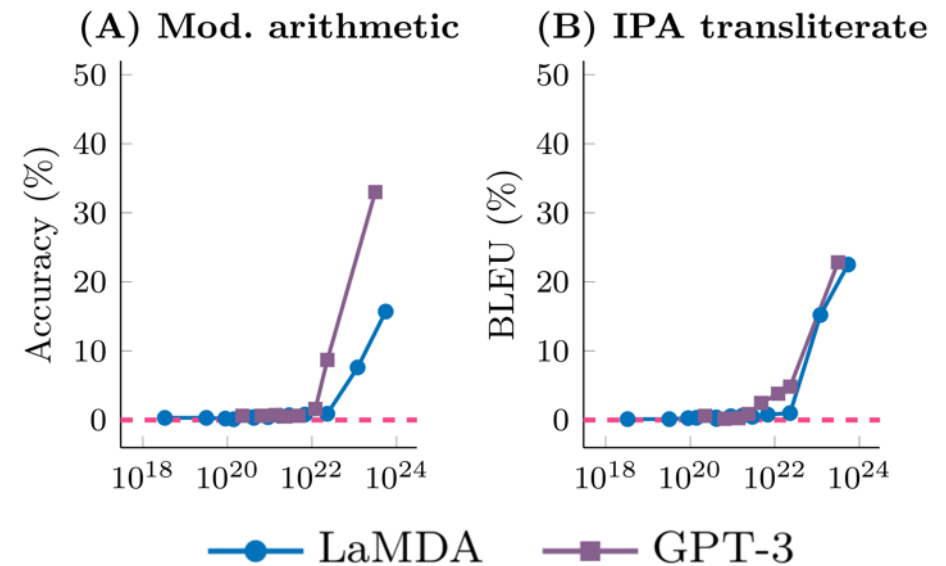 (A) Mod. arithmetic
(B) IPA transliterate
Accuracy (%)
50
40
30
20
10
0
10^18 10^20 10^22 10^24
BLEU (%)
50
40
30
20
10
0
10^18 10^20 10^22 10^24
LaMDA GPT-3